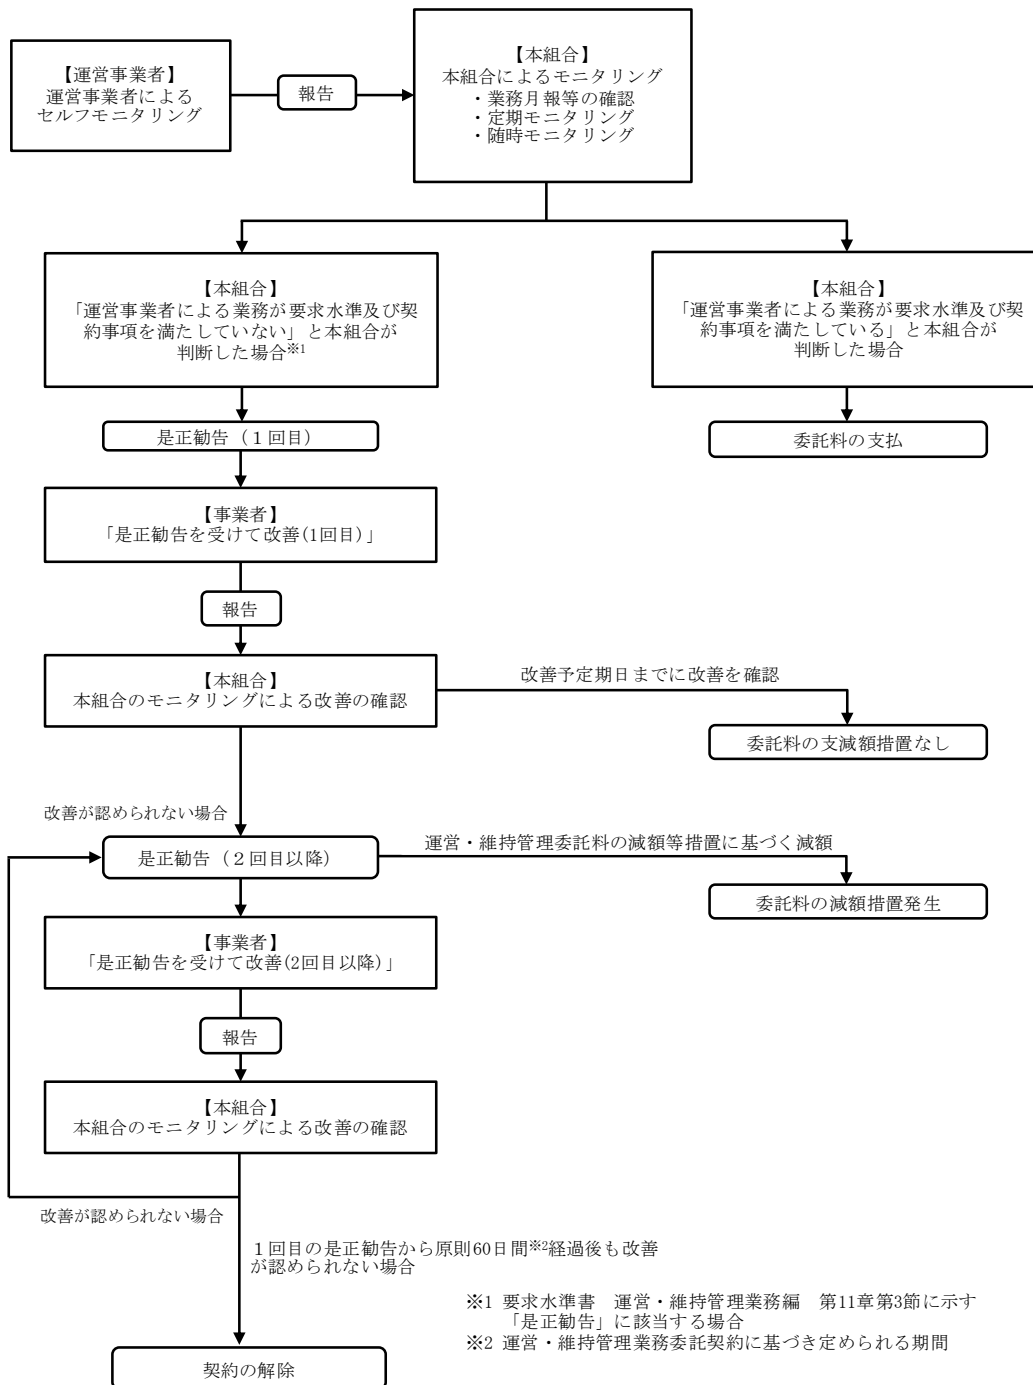 【運営事業者】
運営事業者による
セルフモニタリング
報告
【本組合】
本組合によるモニタリング
・業務月報等の確認
・定期モニタリング
・随時モニタリング
【本組合】
「運営事業者による業務が要求水準及び契
約事項を満たしていない」と本組合が
判断した場合※1
【本組合】
「運営事業者による業務が要求水準及び契
約事項を満たしている」と本組合が
判断した場合
是正勧告（１回目）
委託料の支払
【事業者】
「是正勧告を受けて改善(1回目)」
報告
【本組合】
本組合のモニタリングによる改善の確認
改善予定期日までに改善を確認
委託料の支減額措置なし
改善が認められない場合
是正勧告（２回目以降）
運営・維持管理委託料の減額等措置に基づく減額
委託料の減額措置発生
【事業者】
「是正勧告を受けて改善(2回目以降)」
報告
【本組合】
本組合のモニタリングによる改善の確認
改善が認められない場合
１回目の是正勧告から原則60日間※2経過後も改善
が認められない場合
※1 要求水準書　運営・維持管理業務編　第11章第3節に示す
「是正勧告」に該当する場合
※2 運営・維持管理業務委託契約に基づき定められる期間
契約の解除